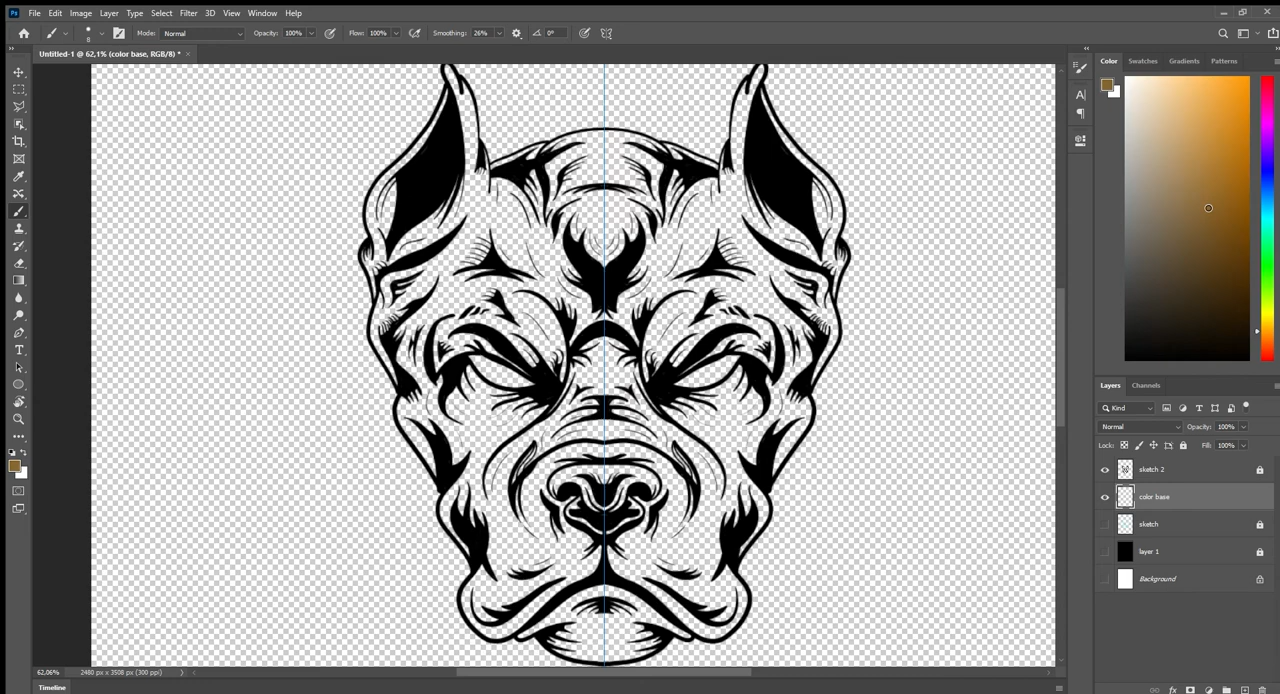 Ps File Edit Image Layer Type Select Filter 3D View Window Help
Mode: Normal Opacity: 100% Flow: 100% Smoothing: 26% 0°
Untitled-1 @ 62,1% (color base, RGB/8) *
Color Swatches Gradients Patterns
Layers Channels
Kind
Normal Opacity: 100%
Lock: Fill: 100%
sketch 2
color base
sketch
layer 1
Background
62,06% 2480 px x 3508 px (300 ppi)
Timeline